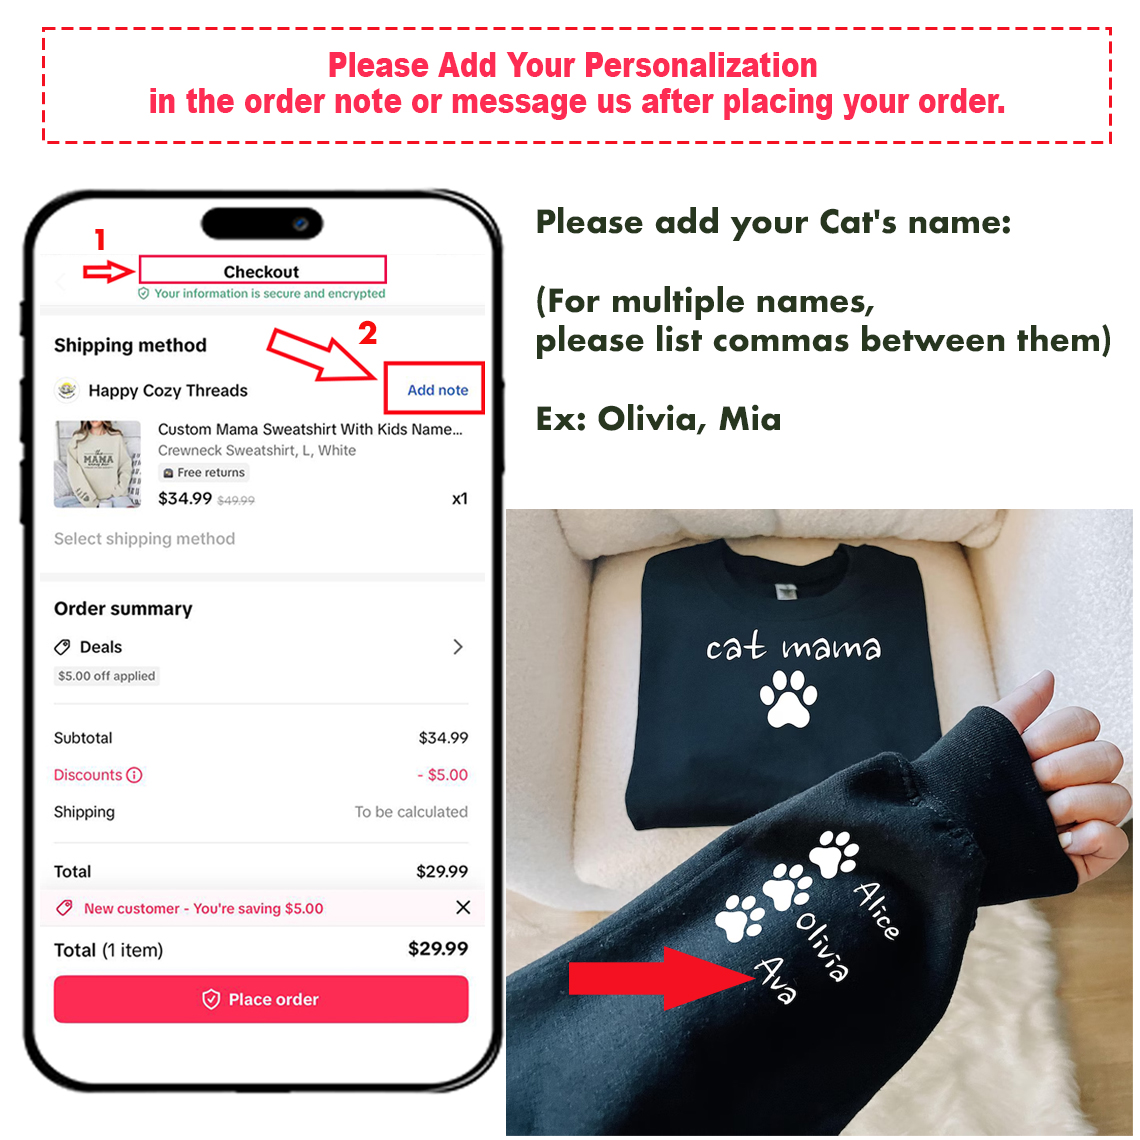 Please Add Your Personalization
in the order note or message us after placing your order.
1
Checkout
Your information is secure and encrypted
2
Shipping method
Happy Cozy Threads
Add note
Custom Mama Sweatshirt With Kids Name...
Crewneck Sweatshirt, L, White
Free returns
$34.99 $49.99
x1
MAMA
Select shipping method
Order summary
Deals
$5.00 off applied
Subtotal
$34.99
Discounts
- $5.00
Shipping
To be calculated
Total
$29.99
New customer - You're saving $5.00
Total (1 item)
$29.99
Place order
Please add your Cat's name:
(For multiple names,
please list commas between them)
Ex: Olivia, Mia
cat mama
Alice
Olivia
Ava